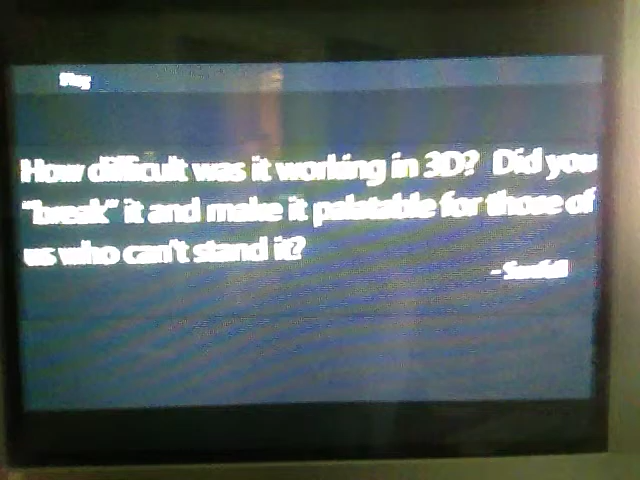 How difficult was it working in 3D? Did you
"break" it and make it palatable for those of
us who can't stand it?